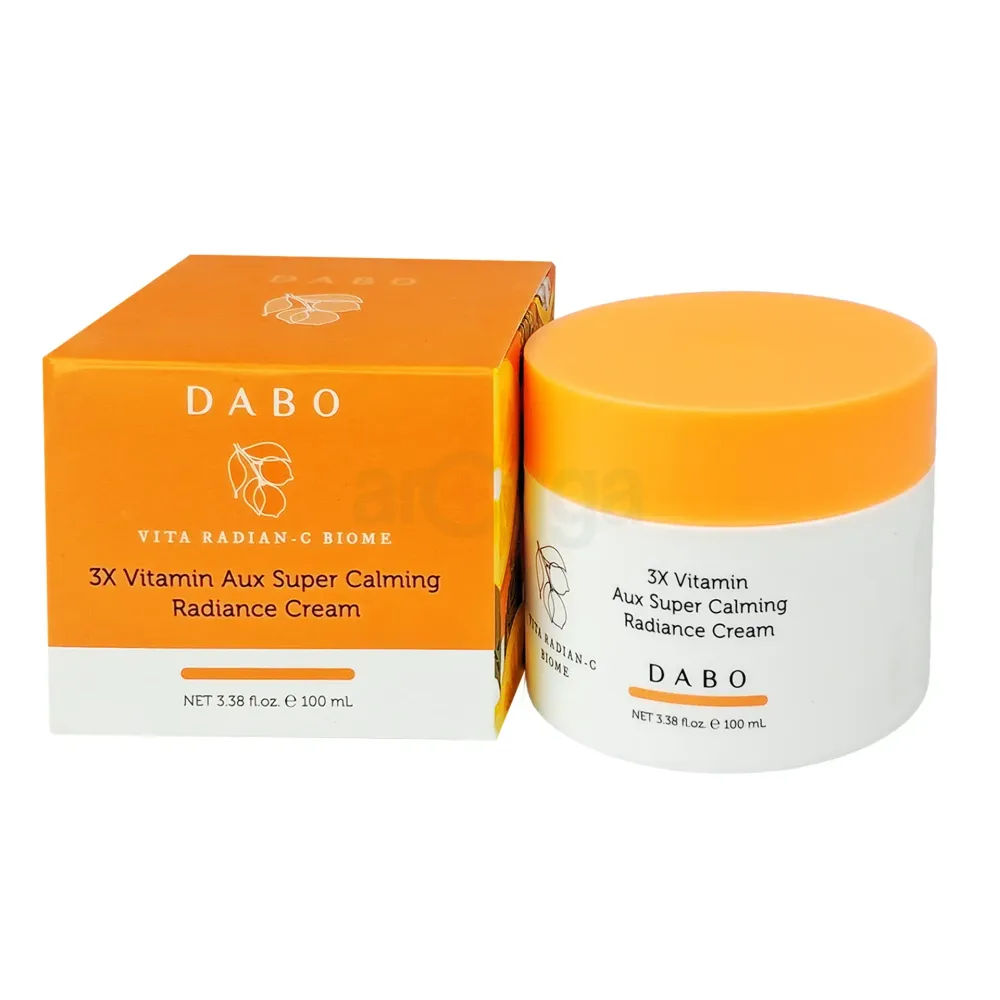 DABO
DABO
VITA RADIAN-C BIOME
3X Vitamin Aux Super Calming
Radiance Cream
NET 3.38 fl.oz. ℮ 100 mL
VITA RADIAN-C
BIOME
3X Vitamin
Aux Super Calming
Radiance Cream
DABO
NET 3.38 fl.oz. ℮ 100 mL